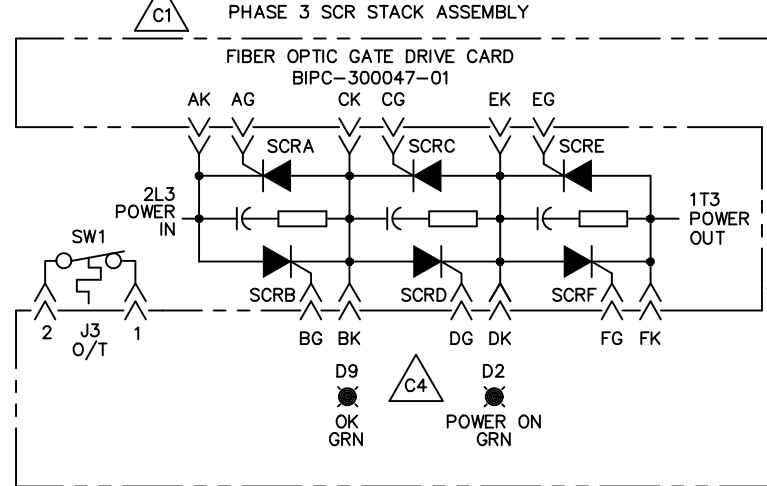 C1
PHASE 3 SCR STACK ASSEMBLY
FIBER OPTIC GATE DRIVE CARD
BIPC-300047-01
AK AG CK CG EK EG
SCRA SCRC SCRE
2L3
POWER
IN
1T3
POWER
OUT
SW1
SCRB SCRD SCRF
2 J3 1
O/T
BG BK DG DK FG FK
D9 C4 D2
OK
GRN
POWER ON
GRN